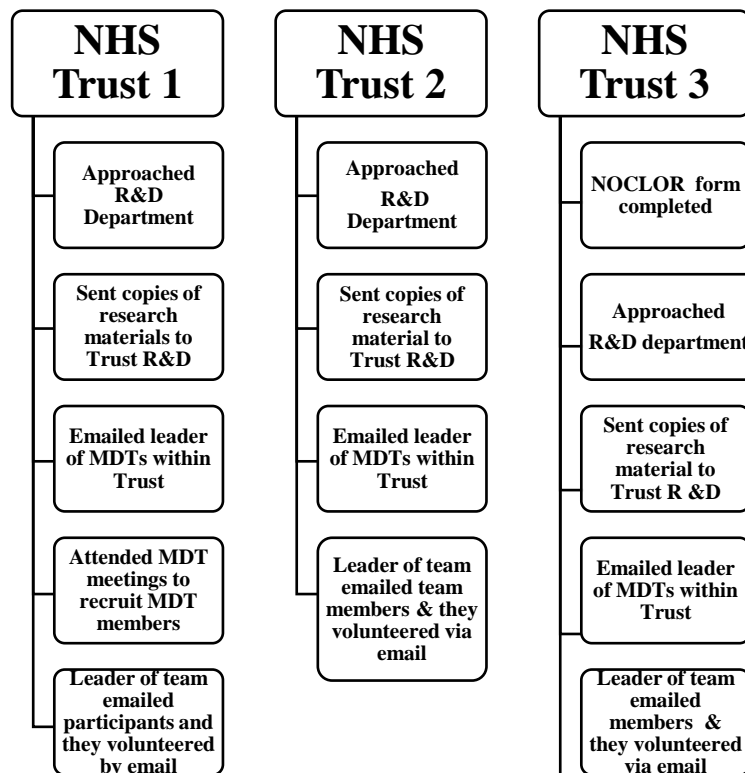 NHS
Trust 1
Approached
R&D
Department
Sent copies of
research
materials to
Trust R&D
Emailed leader
of MDTs within
Trust
Attended MDT
meetings to
recruit MDT
members
Leader of team
emailed
participants and
they volunteered
by email
NHS
Trust 2
Approached
R&D
Department
Sent copies of
research
material to
Trust R&D
Emailed leader
of MDTs within
Trust
Leader of team
emailed team
members & they
volunteered via
email
NHS
Trust 3
NOCLOR form
completed
Approached
R&D department
Sent copies of
research
material to
Trust R &D
Emailed leader
of MDTs within
Trust
Leader of team
emailed
members &
they volunteered
via email